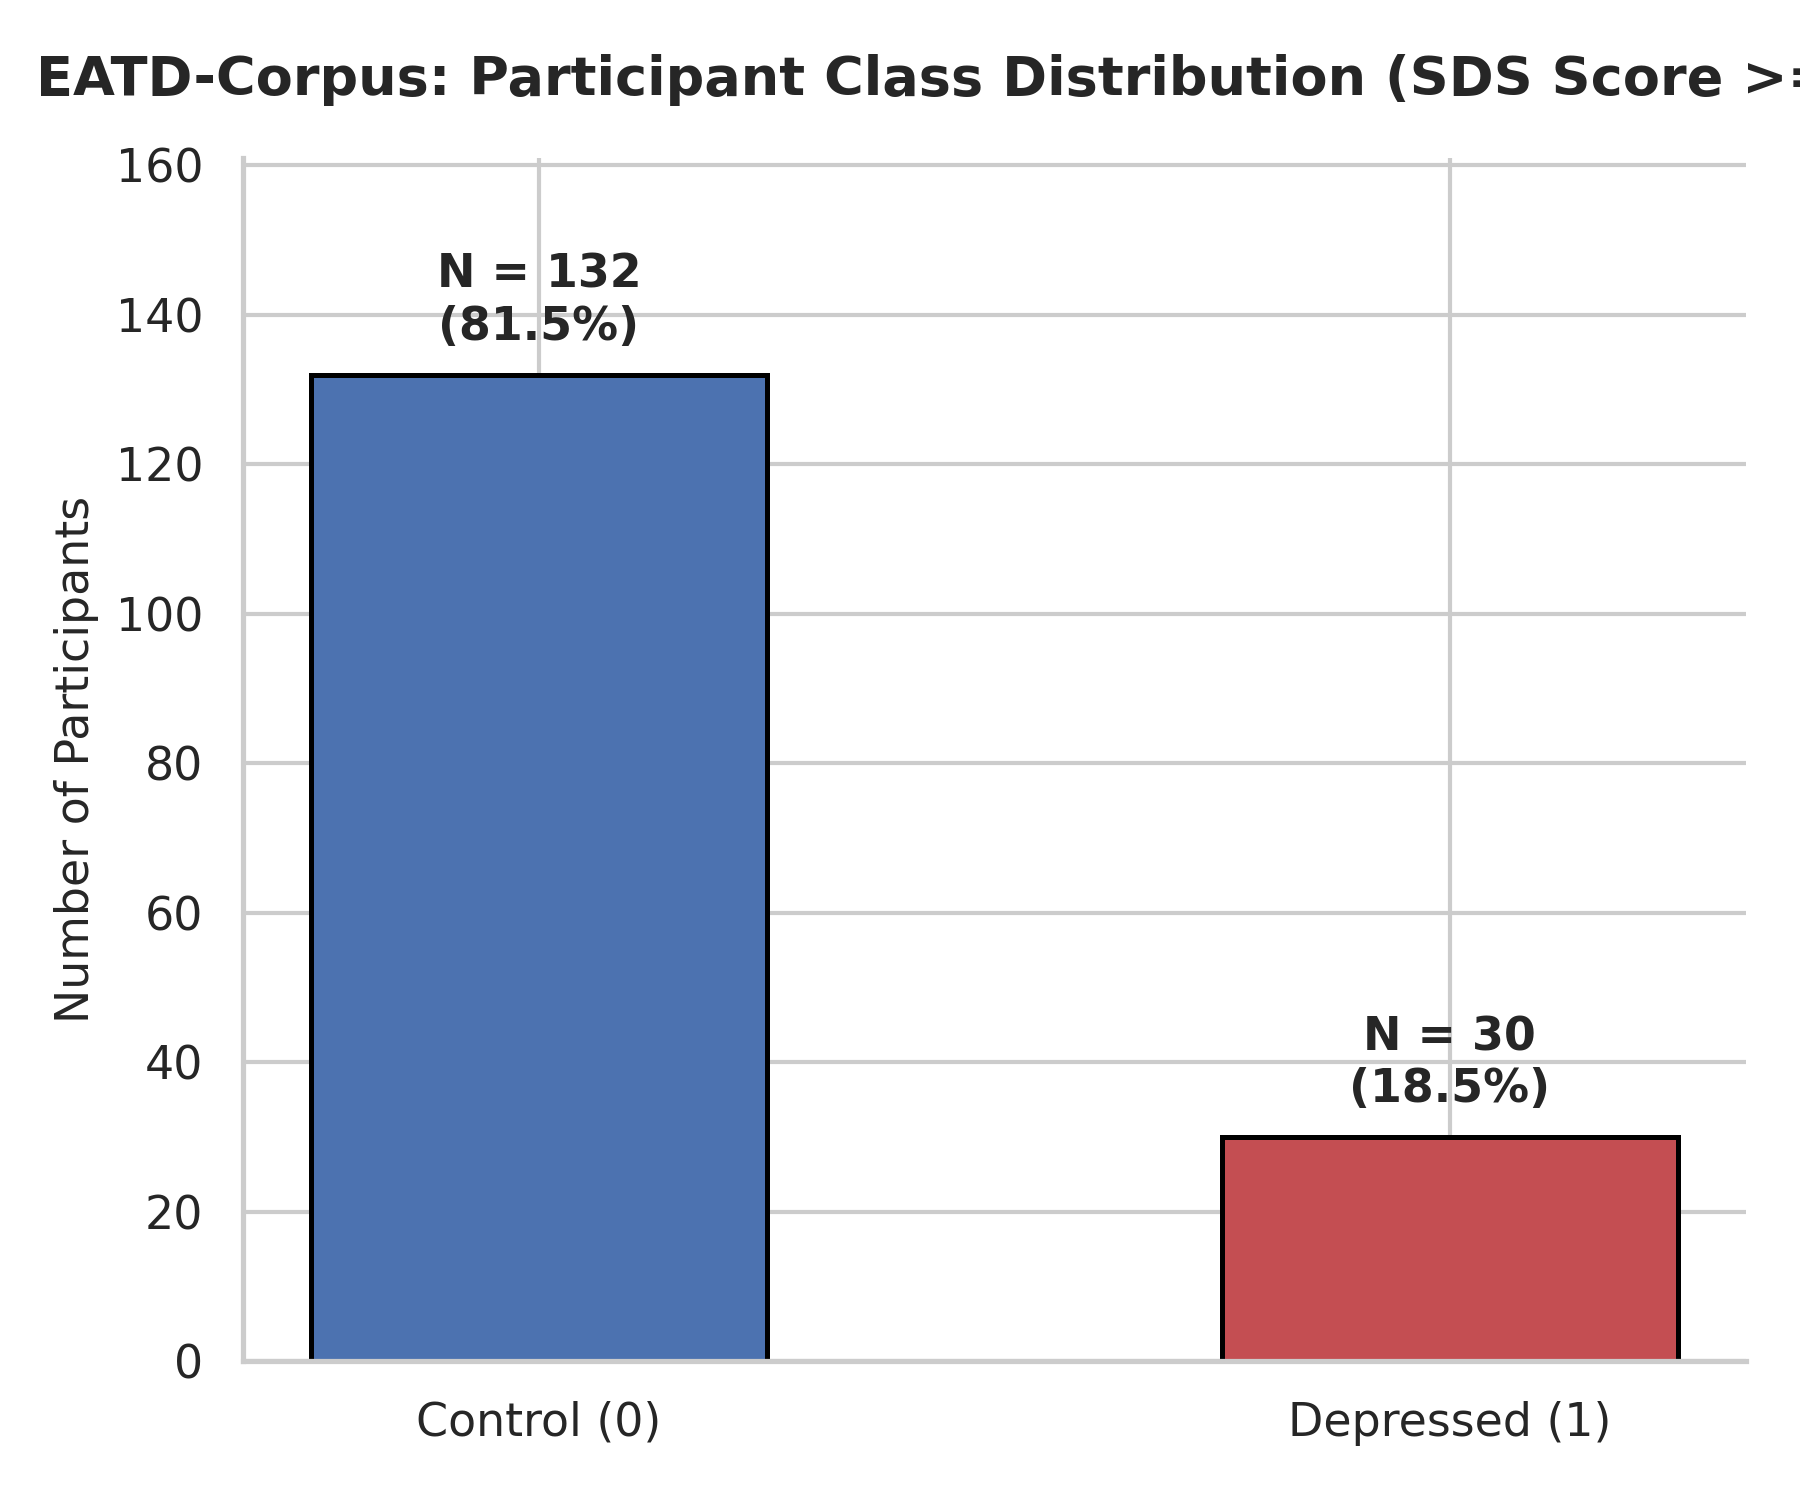 EATD-Corpus: Participant Class Distribution (SDS Score >=
160
N = 132
(81.5%)
140
120
100
80
60
N = 30
(18.5%)
40
20
0
Number of Participants
Control (0)
Depressed (1)